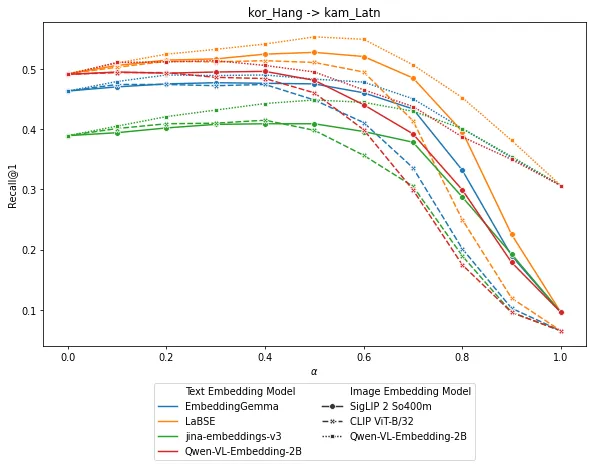 kor_Hang -> kam_Latn
Recall@1
0.5
0.4
0.3
0.2
0.1
0.0 0.2 0.4 0.6 0.8 1.0
α
Text Embedding Model
EmbeddingGemma
LaBSE
jina-embeddings-v3
Qwen-VL-Embedding-2B
Image Embedding Model
SigLIP 2 So400m
CLIP ViT-B/32
Qwen-VL-Embedding-2B